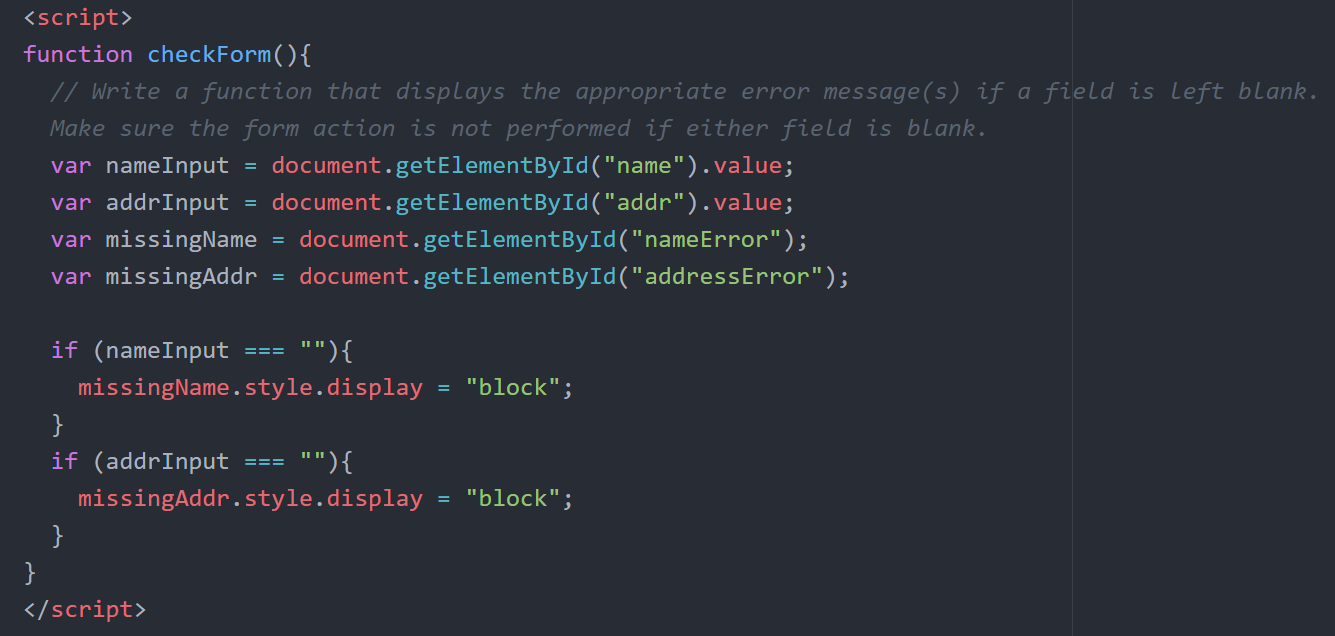 <script>
function checkForm(){
  // Write a function that displays the appropriate error message(s) if a field is left blank.
  Make sure the form action is not performed if either field is blank.
  var nameInput = document.getElementById("name").value;
  var addrInput = document.getElementById("addr").value;
  var missingName = document.getElementById("nameError");
  var missingAddr = document.getElementById("addressError");

  if (nameInput === ""){
    missingName.style.display = "block";
  }
  if (addrInput === ""){
    missingAddr.style.display = "block";
  }
}
</script>